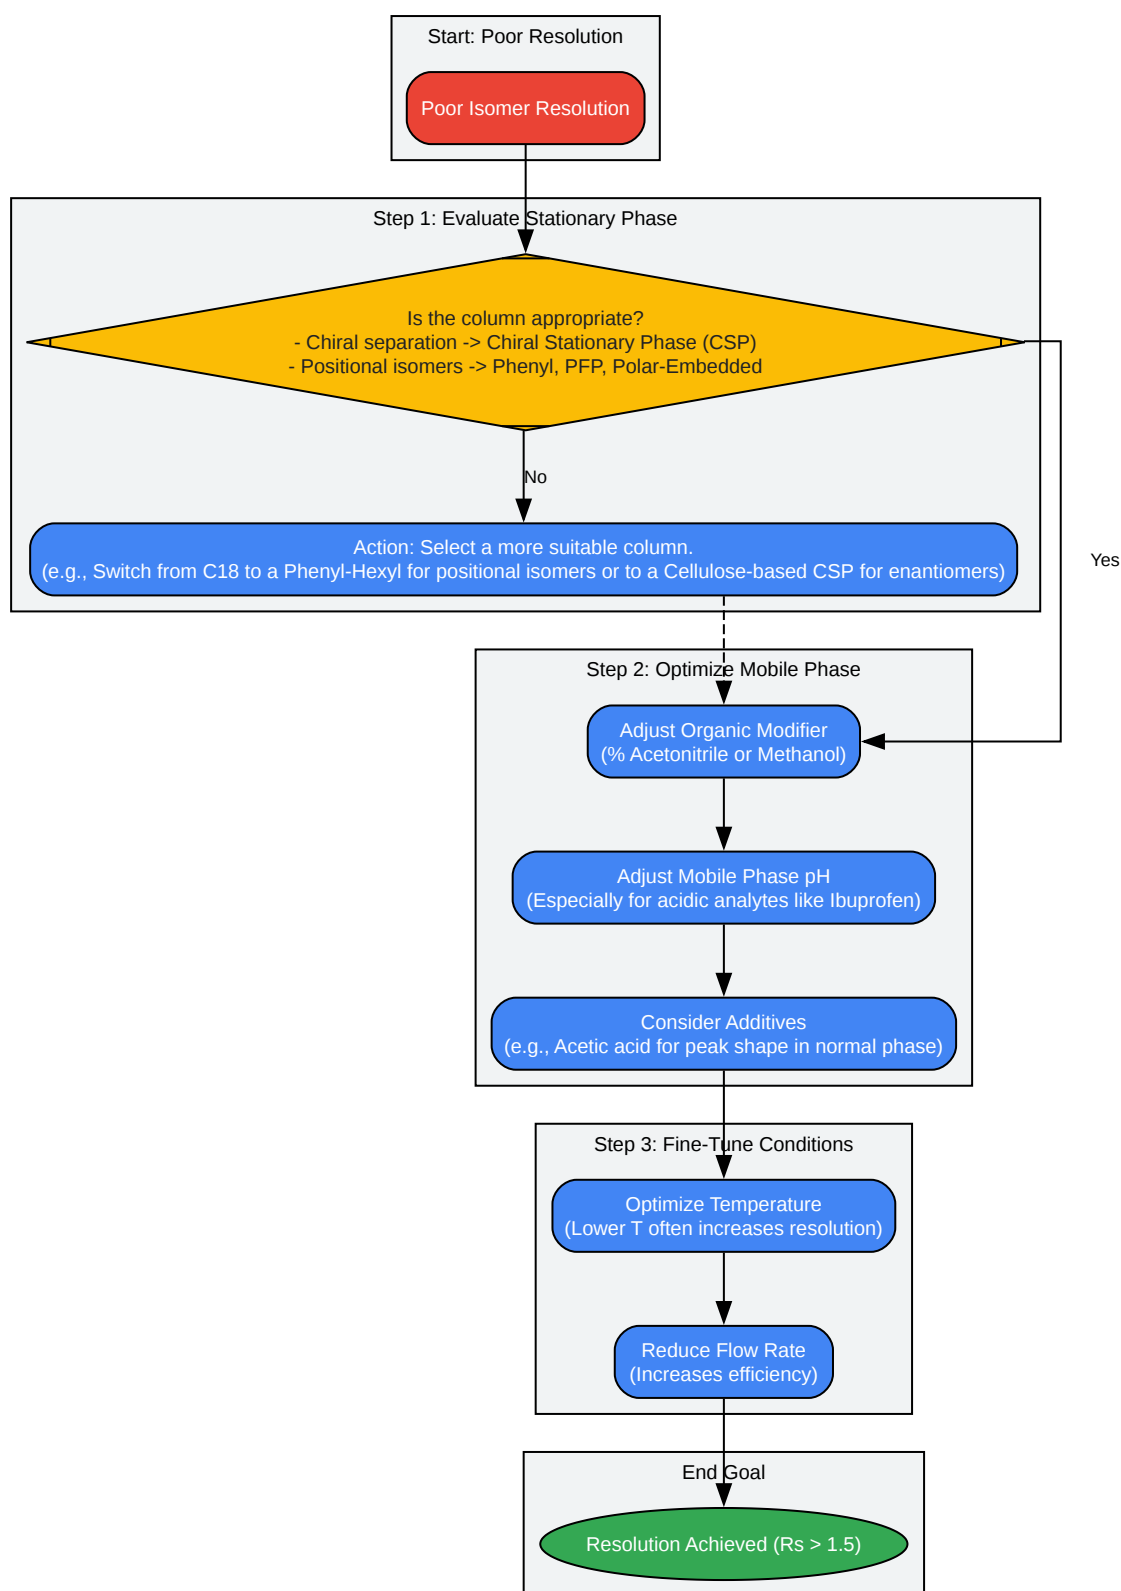 Start: Poor Resolution
Poor Isomer Resolution
Step 1: Evaluate Stationary Phase
Is the column appropriate?
- Chiral separation -> Chiral Stationary Phase (CSP)
- Positional isomers -> Phenyl, PFP, Polar-Embedded
No
Action: Select a more suitable column.
(e.g., Switch from C18 to a Phenyl-Hexyl for positional isomers or to a Cellulose-based CSP for enantiomers)
Yes
Step 2: Optimize Mobile Phase
Adjust Organic Modifier
(% Acetonitrile or Methanol)
Adjust Mobile Phase pH
(Especially for acidic analytes like Ibuprofen)
Consider Additives
(e.g., Acetic acid for peak shape in normal phase)
Step 3: Fine-Tune Conditions
Optimize Temperature
(Lower T often increases resolution)
Reduce Flow Rate
(Increases efficiency)
End Goal
Resolution Achieved (Rs > 1.5)